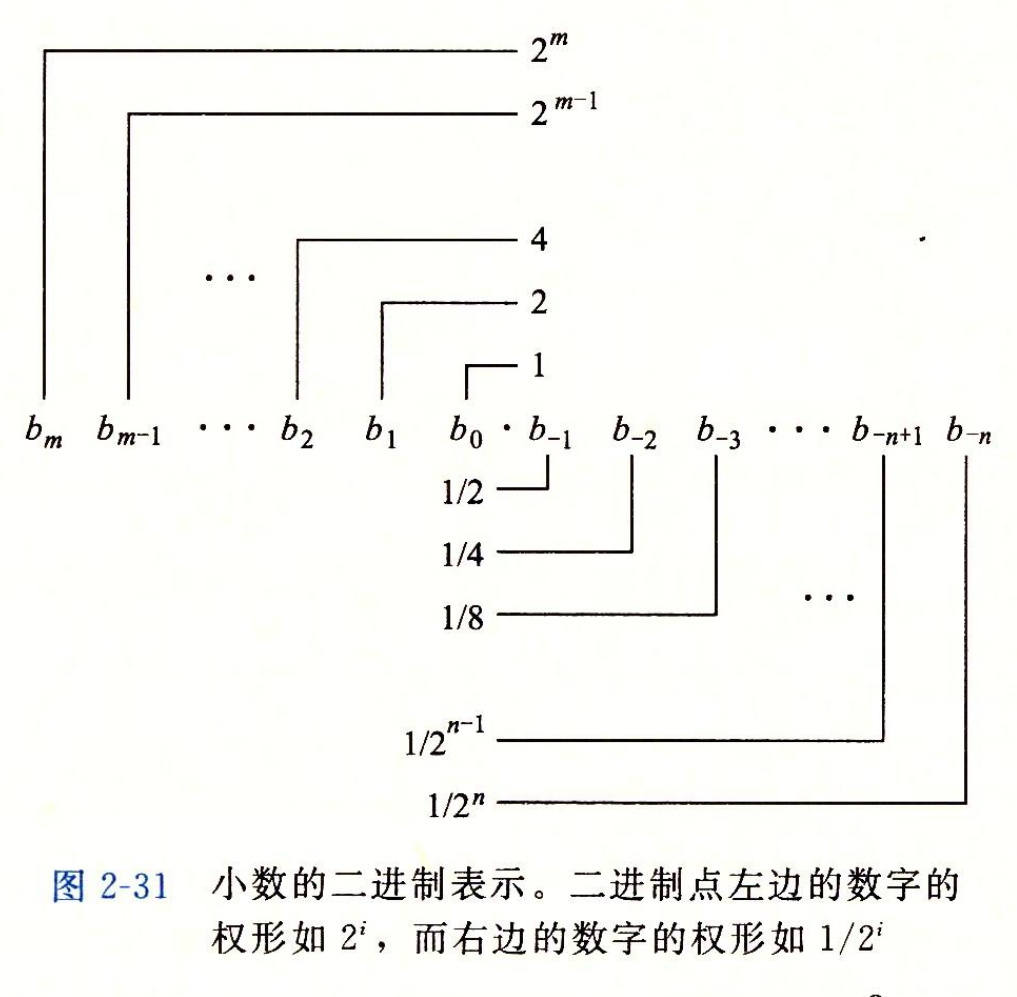 2^m
2^{m-1}
4
· · ·
2
1
b_m b_{m-1} · · · b_2 b_1 b_0 · b_{-1} b_{-2} b_{-3} · · · b_{-n+1} b_{-n}
1/2
1/4
· · ·
1/8
1/2^{n-1}
1/2^n
图 2-31 小数的二进制表示。二进制点左边的数字的
权形如 2^i，而右边的数字的权形如 1/2^i